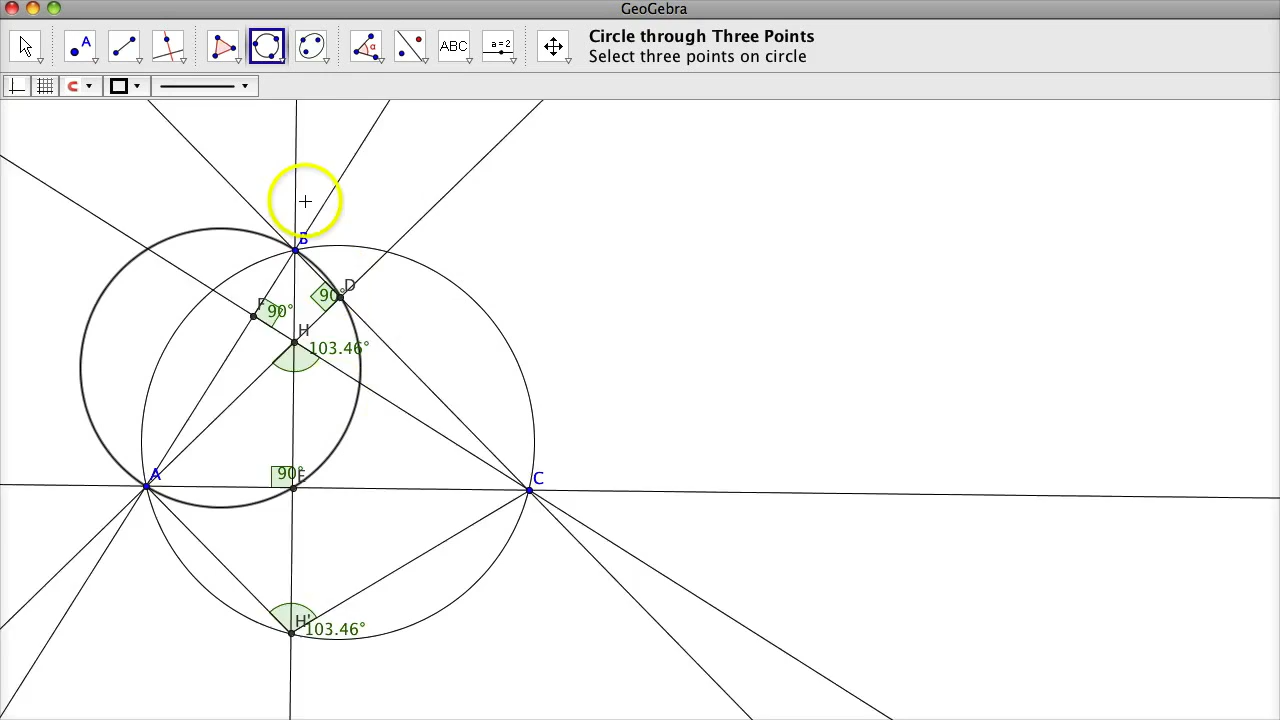 GeoGebra
Circle through Three Points
Select three points on circle
A
α
ABC
a=2
B
D
F
90°
90°
H
103.46°
A
90°
E
C
H'
103.46°